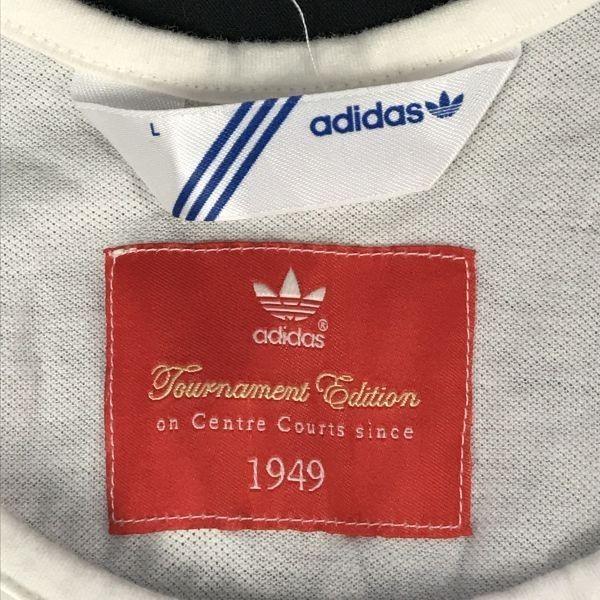 L
adidas
adidas®
Tournament Edition
on Centre Courts since
1949